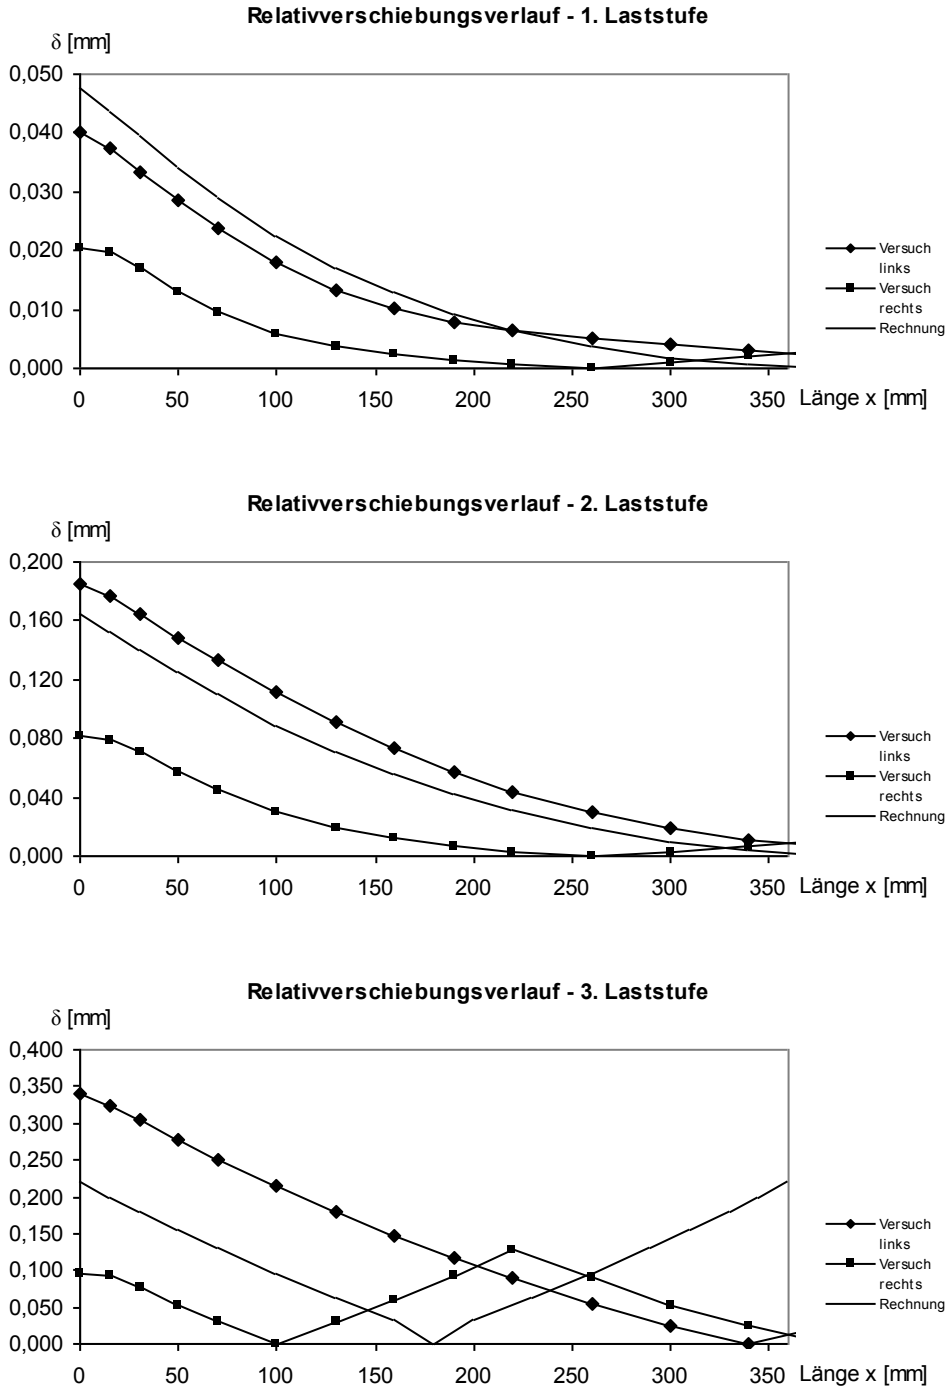 Relativverschiebungsverlauf - 1. Laststufe
δ [mm]
0,050
0,040
0,030
0,020
0,010
0,000
0 50 100 150 200 250 300 350 Länge x [mm]
Versuch
links
Versuch
rechts
Rechnung
Relativverschiebungsverlauf - 2. Laststufe
δ [mm]
0,200
0,160
0,120
0,080
0,040
0,000
0 50 100 150 200 250 300 350 Länge x [mm]
Versuch
links
Versuch
rechts
Rechnung
Relativverschiebungsverlauf - 3. Laststufe
δ [mm]
0,400
0,350
0,300
0,250
0,200
0,150
0,100
0,050
0,000
0 50 100 150 200 250 300 350 Länge x [mm]
Versuch
links
Versuch
rechts
Rechnung